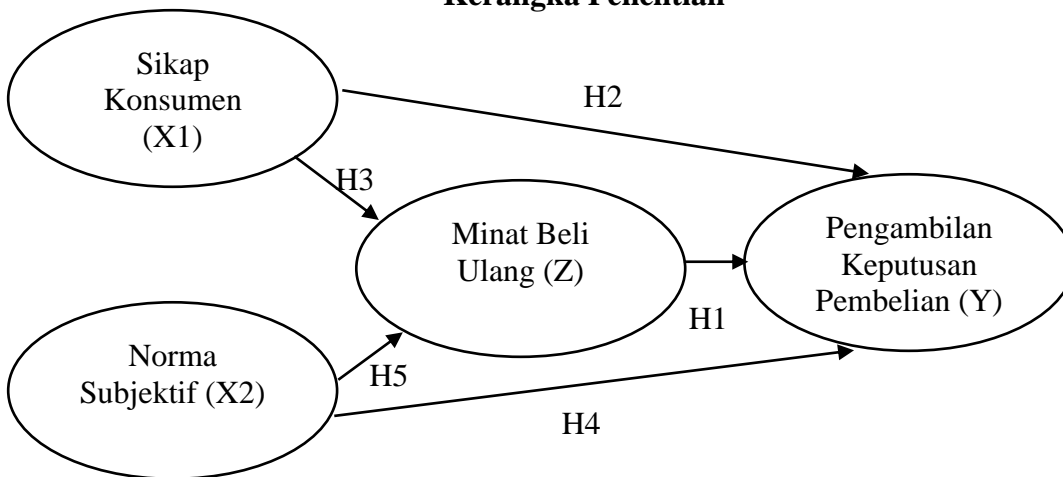 Kerangka Penelitian
Sikap
Konsumen
(X1)
H2
H3
Minat Beli
Ulang (Z)
Pengambilan
Keputusan
Pembelian (Y)
H1
Norma
Subjektif (X2)
H5
H4